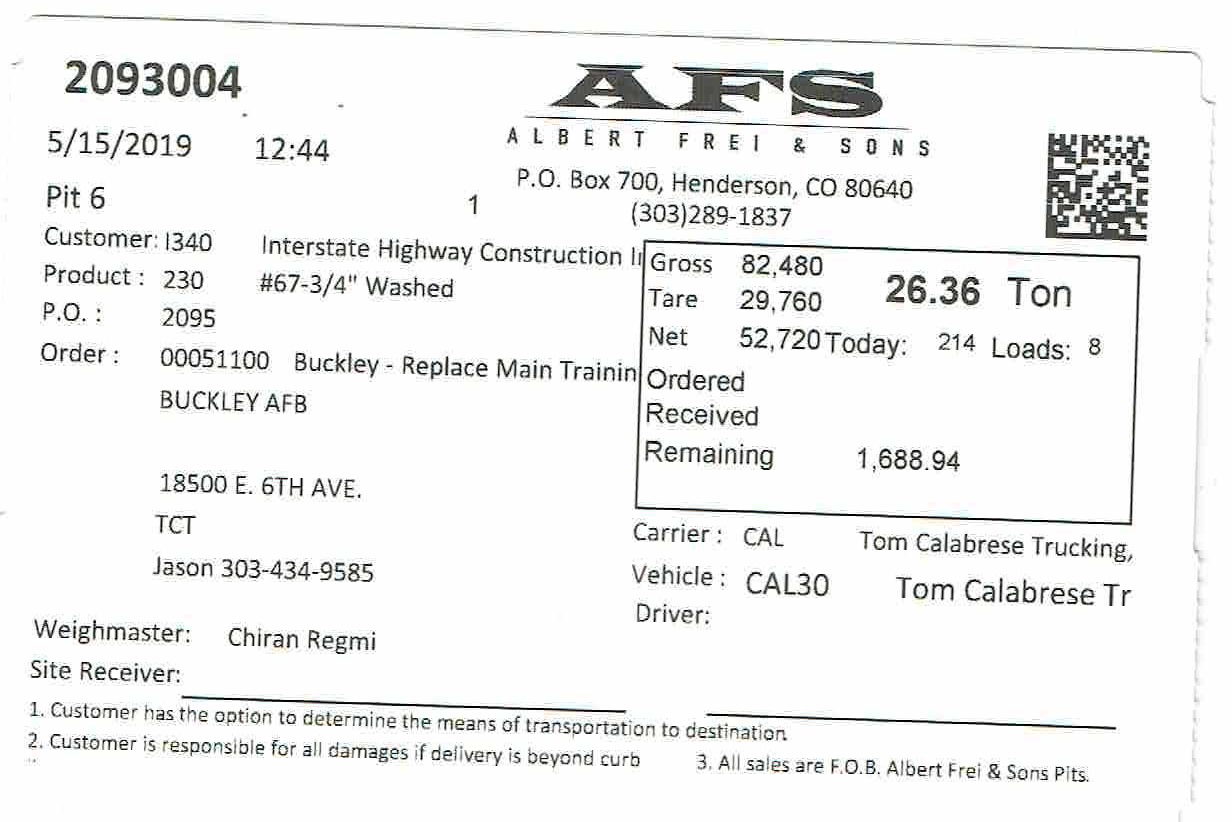 2093004
AFS
ALBERT FREI & SONS
5/15/2019 12:44
P.O. Box 700, Henderson, CO 80640
(303)289-1837
Pit 6 1
Customer: I340 Interstate Highway Construction
Product : 230 #67-3/4" Washed
P.O. : 2095
Order : 00051100 Buckley - Replace Main Trainin
BUCKLEY AFB
18500 E. 6TH AVE.
TCT
Jason 303-434-9585
Gross 82,480 26.36 Ton
Tare 29,760
Net 52,720 Today: 214 Loads: 8
Ordered
Received
Remaining 1,688.94
Carrier : CAL Tom Calabrese Trucking,
Vehicle : CAL30 Tom Calabrese Tr
Driver:
Weighmaster: Chiran Regmi
Site Receiver:
1. Customer has the option to determine the means of transportation to destination
2. Customer is responsible for all damages if delivery is beyond curb
3. All sales are F.O.B. Albert Frei & Sons Pits.